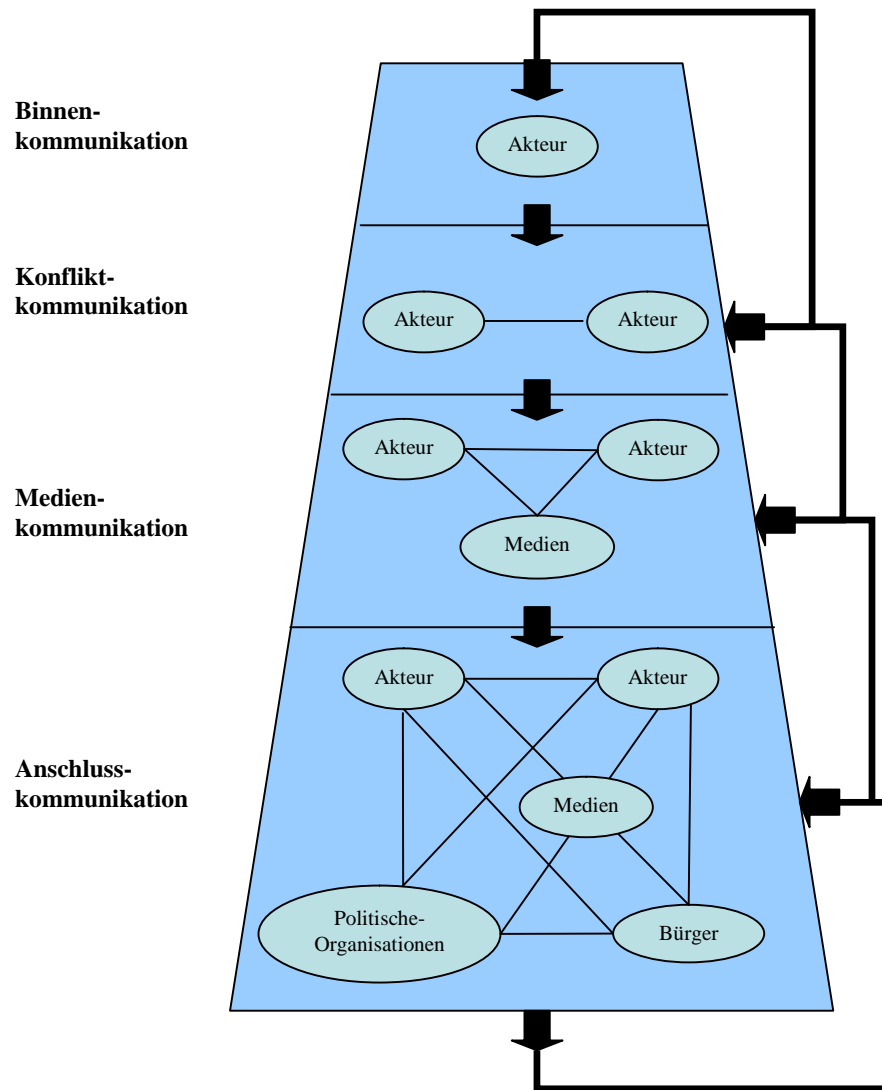 Binnen-
kommunikation
Akteur
Konflikt-
kommunikation
Akteur
Akteur
Medien-
kommunikation
Akteur
Akteur
Medien
Anschluss-
kommunikation
Akteur
Akteur
Medien
Politische-
Organisationen
Bürger